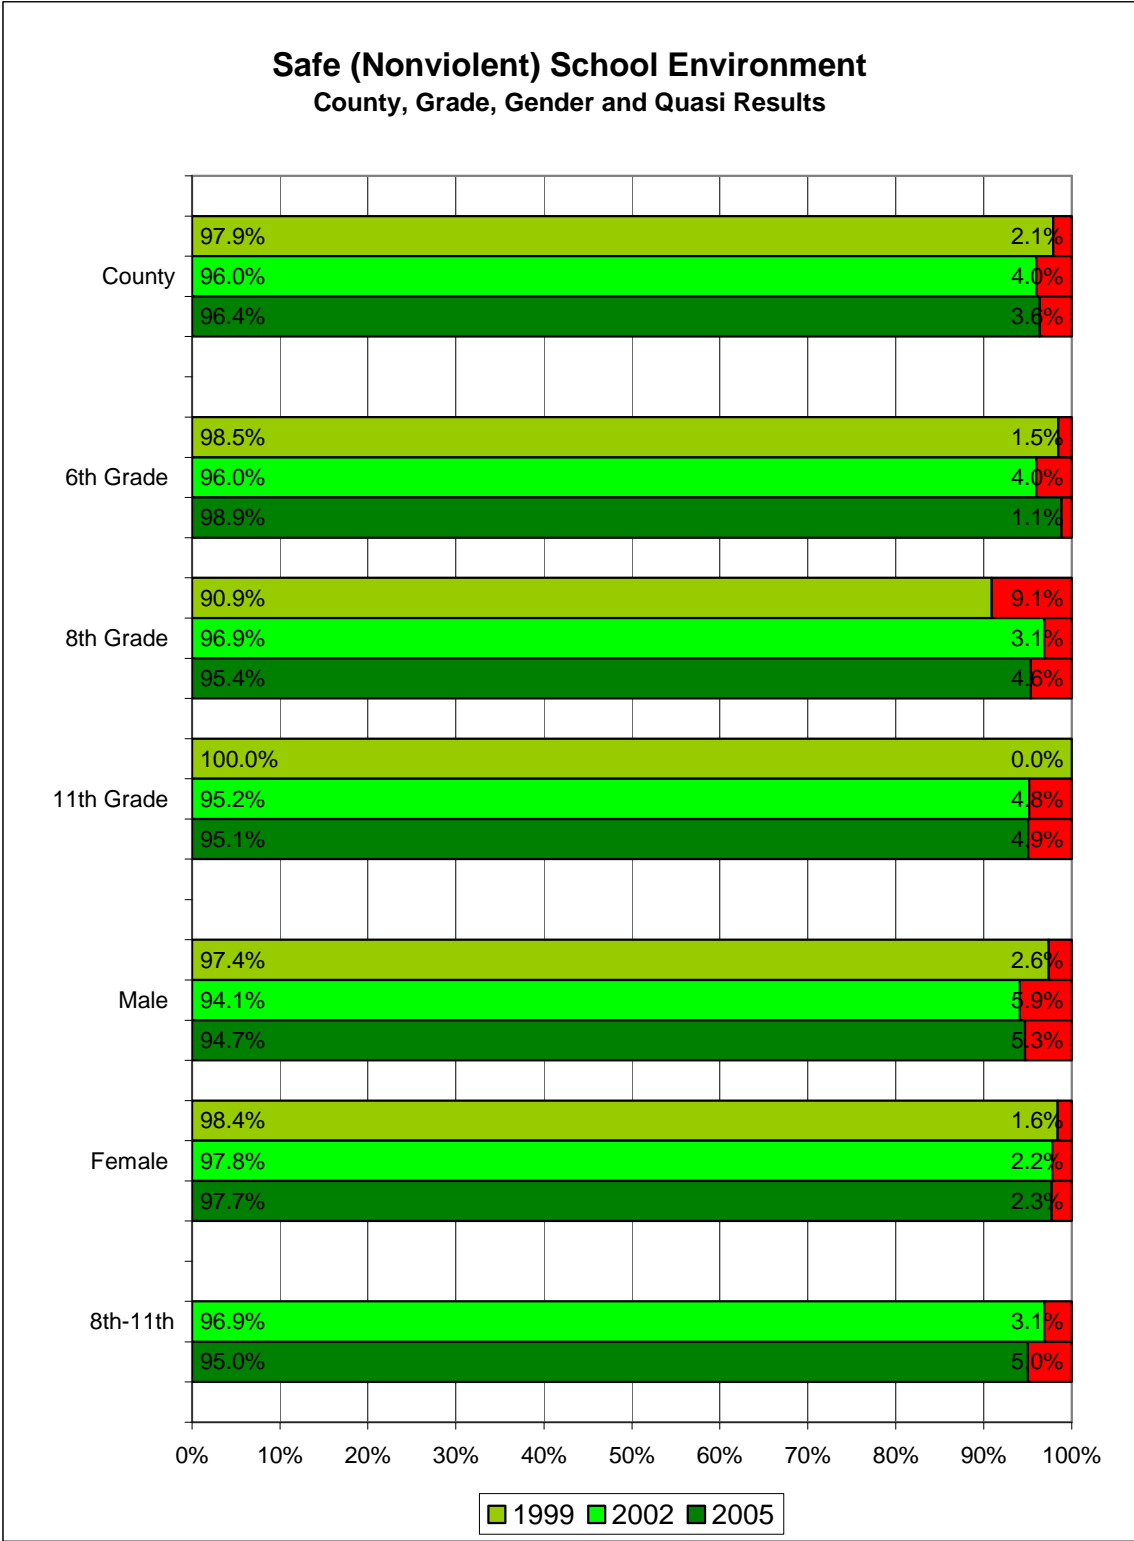 Safe (Nonviolent) School Environment
County, Grade, Gender and Quasi Results
97.9% 2.1%
County 96.0% 4.0%
96.4% 3.6%
98.5% 1.5%
6th Grade 96.0% 4.0%
98.9% 1.1%
90.9% 9.1%
8th Grade 96.9% 3.1%
95.4% 4.6%
100.0% 0.0%
11th Grade 95.2% 4.8%
95.1% 4.9%
97.4% 2.6%
Male 94.1% 5.9%
94.7% 5.3%
98.4% 1.6%
Female 97.8% 2.2%
97.7% 2.3%
8th-11th 96.9% 3.1%
95.0% 5.0%
0% 10% 20% 30% 40% 50% 60% 70% 80% 90% 100%
1999 2002 2005